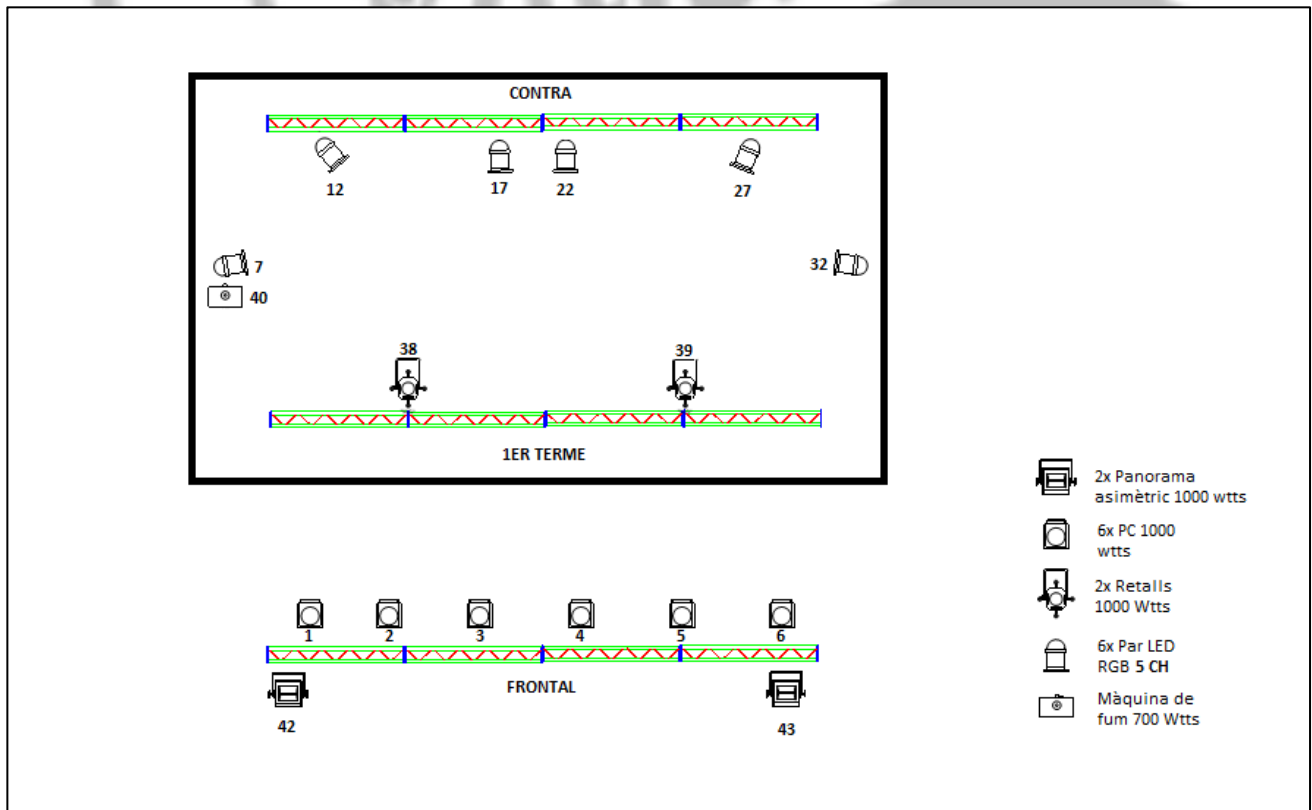 CONTRA
12
17
22
27
7
32
40
38
39
1ER TERME
1
2
3
4
5
6
FRONTAL
42
43
2x Panorama
asimètric 1000 wtts
6x PC 1000
wtts
2x Retalls
1000 Wtts
6x Par LED
RGB 5 CH
Màquina de
fum 700 Wtts